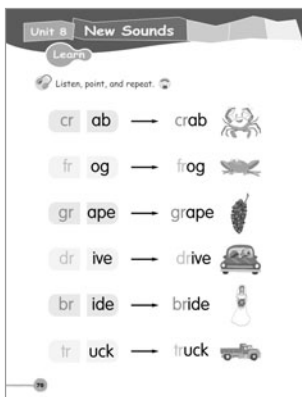 Unit 8 New Sounds
Learn
Listen, point, and repeat.
cr ab → crab
fr og → frog
gr ape → grape
dr ive → drive
br ide → bride
tr uck → truck
78